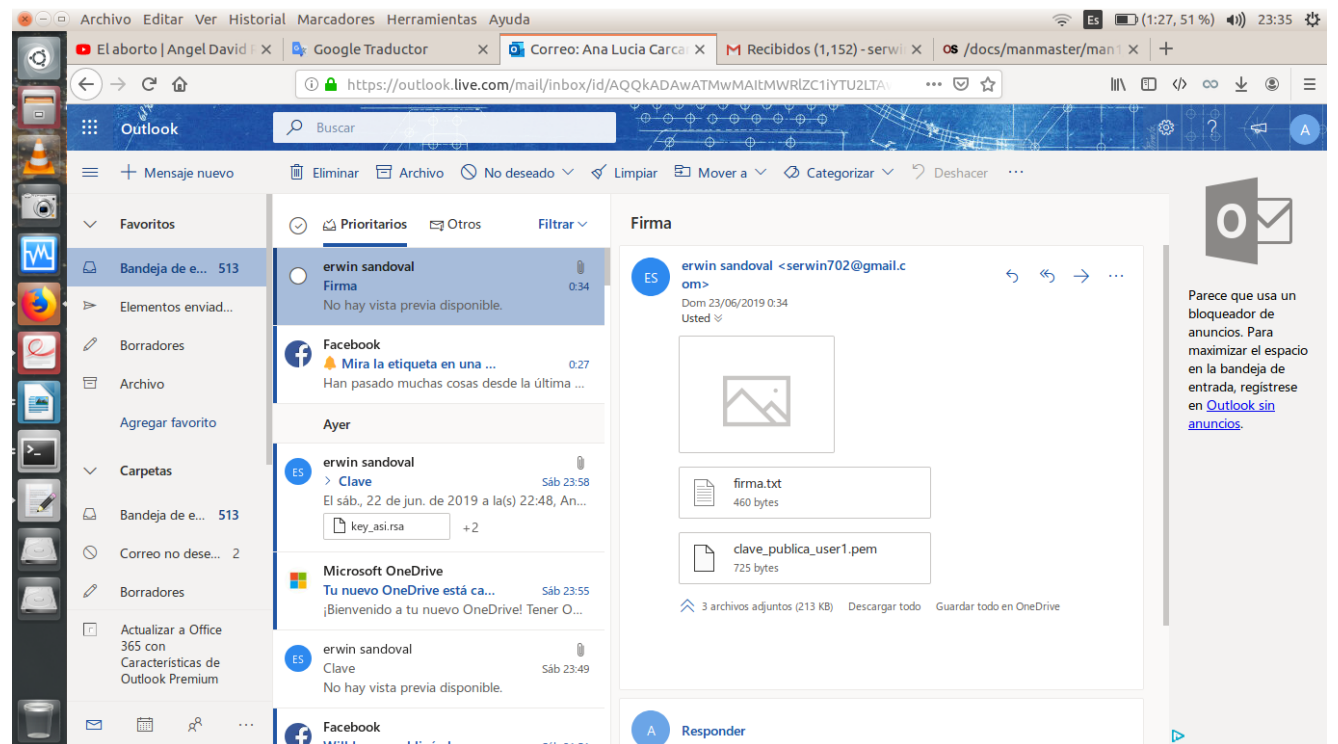 Archivo Editar Ver Historial Marcadores Herramientas Ayuda
Es (1:27, 51 %) 23:35
El aborto | Angel David
Google Traductor
Correo: Ana Lucia Carca
Recibidos (1,152) - serwi
/docs/manmaster/man1
https://outlook.live.com/mail/inbox/id/AQQkADAwATMwMAItMWRlZC1iYTU2LTA
Outlook
Buscar
A
Mensaje nuevo
Eliminar Archivo No deseado Limpiar Mover a Categorizar Deshacer
Favoritos
Bandeja de e... 513
Elementos enviad...
Borradores
Archivo
Agregar favorito
Carpetas
Bandeja de e... 513
Correo no dese... 2
Borradores
Actualizar a Office
365 con
Características de
Outlook Premium
Prioritarios Otros Filtrar
erwin sandoval
Firma 0:34
No hay vista previa disponible.
Facebook
Mira la etiqueta en una ... 0:27
Han pasado muchas cosas desde la última ...
Ayer
ES
erwin sandoval
> Clave Sáb 23:58
El sáb., 22 de jun. de 2019 a la(s) 22:48, An...
key_asi.rsa +2
Microsoft OneDrive
Tu nuevo OneDrive está ca... Sáb 23:55
¡Bienvenido a tu nuevo OneDrive! Tener O...
ES
erwin sandoval
Clave Sáb 23:49
No hay vista previa disponible.
Facebook
Firma
ES
erwin sandoval <serwin702@gmail.c
om>
Dom 23/06/2019 0:34
Usted
firma.txt
460 bytes
clave_publica_user1.pem
725 bytes
3 archivos adjuntos (213 KB) Descargar todo Guardar todo en OneDrive
A
Responder
Parece que usa un
bloqueador de
anuncios. Para
maximizar el espacio
en la bandeja de
entrada, regístrese
en Outlook sin
anuncios.